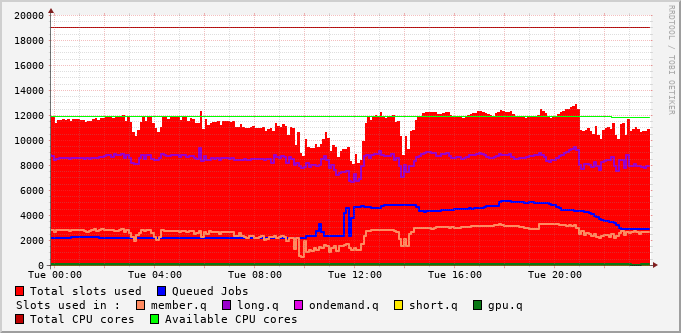 RRDTOOL / TOBI OETIKER
20000
18000
16000
14000
12000
10000
8000
6000
4000
2000
0
Tue 00:00 Tue 04:00 Tue 08:00 Tue 12:00 Tue 16:00 Tue 20:00
Total slots used Queued Jobs
Slots used in : member.q long.q ondemand.q short.q gpu.q
Total CPU cores Available CPU cores